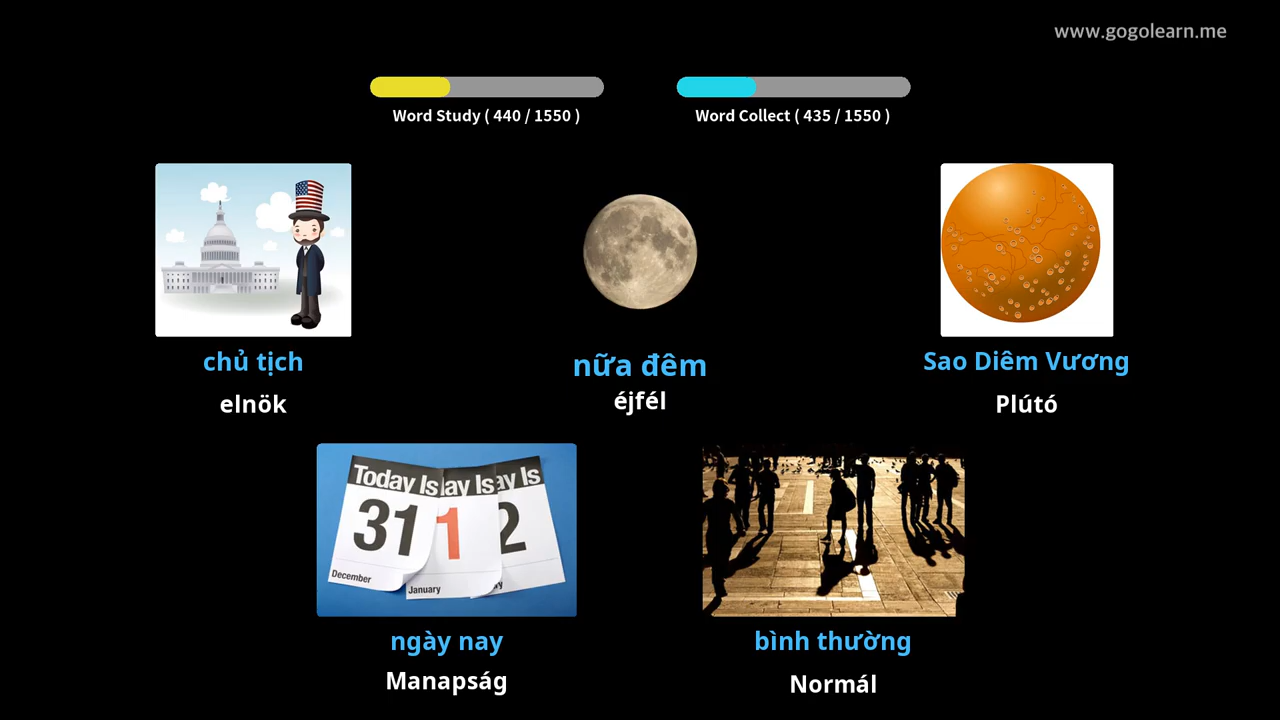 www.gogolearn.me
Word Study ( 440 / 1550 )
Word Collect ( 435 / 1550 )
chủ tịch
elnök
nữa đêm
éjfél
Sao Diêm Vương
Plútó
Today Is
ay Is
ay Is
31
1
2
December
January
ry
ngày nay
Manapság
bình thường
Normál